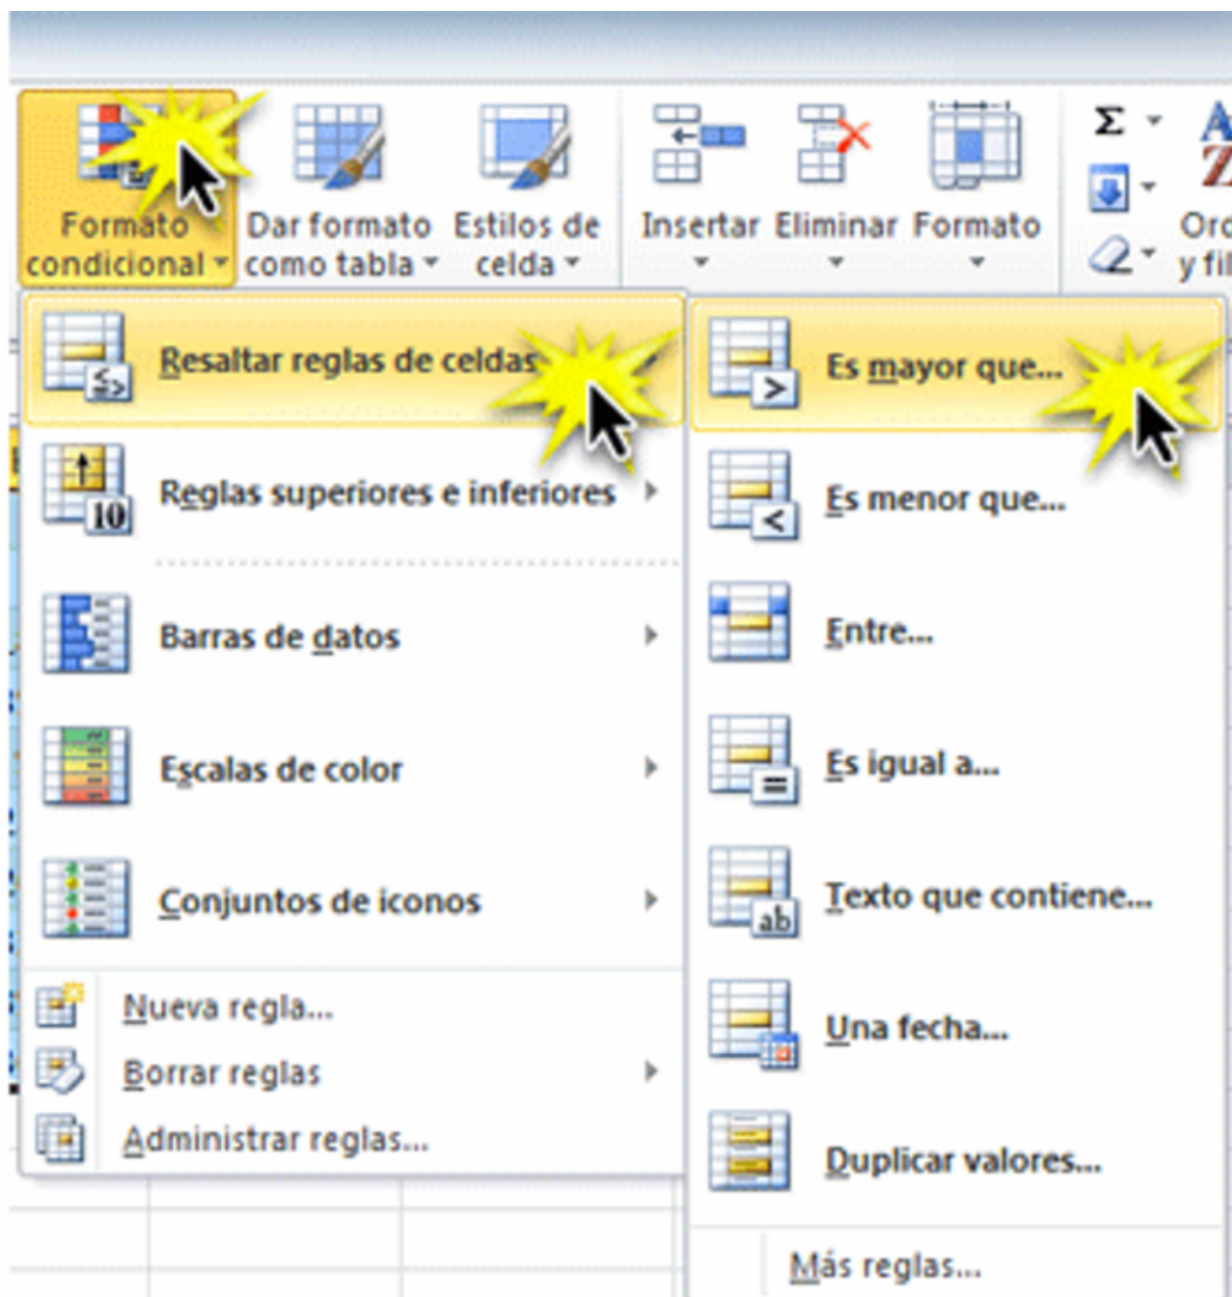 Formato condicional
Dar formato como tabla
Estilos de celda
Insertar
Eliminar
Formato
Σ
y
Resaltar reglas de celdas
Reglas superiores e inferiores
10
Barras de datos
Escalas de color
Conjuntos de iconos
Nueva regla...
Borrar reglas
Administrar reglas...
Es mayor que...
>
Es menor que...
<
Entre...
Es igual a...
=
Texto que contiene...
ab
Una fecha...
Duplicar valores...
Más reglas...